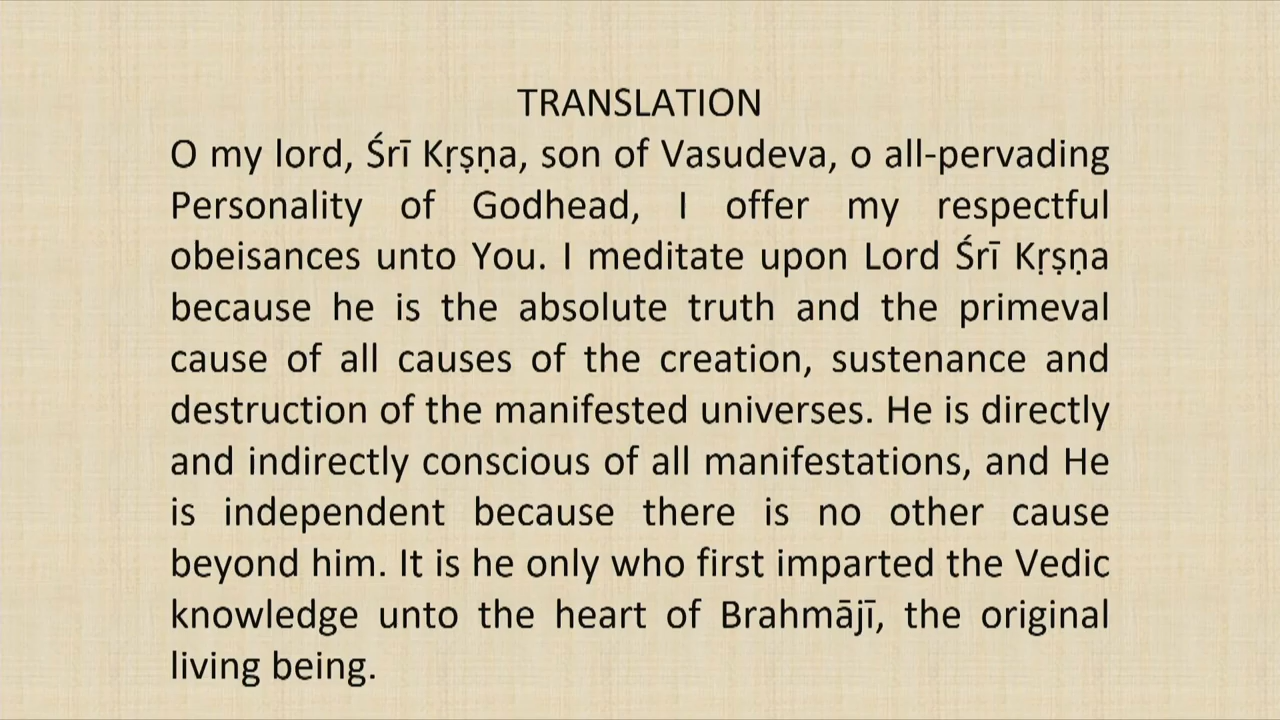 TRANSLATION
O my lord, Śrī Kṛṣṇa, son of Vasudeva, o all-pervading
Personality of Godhead, I offer my respectful
obeisances unto You. I meditate upon Lord Śrī Kṛṣṇa
because he is the absolute truth and the primeval
cause of all causes of the creation, sustenance and
destruction of the manifested universes. He is directly
and indirectly conscious of all manifestations, and He
is independent because there is no other cause
beyond him. It is he only who first imparted the Vedic
knowledge unto the heart of Brahmājī, the original
living being.